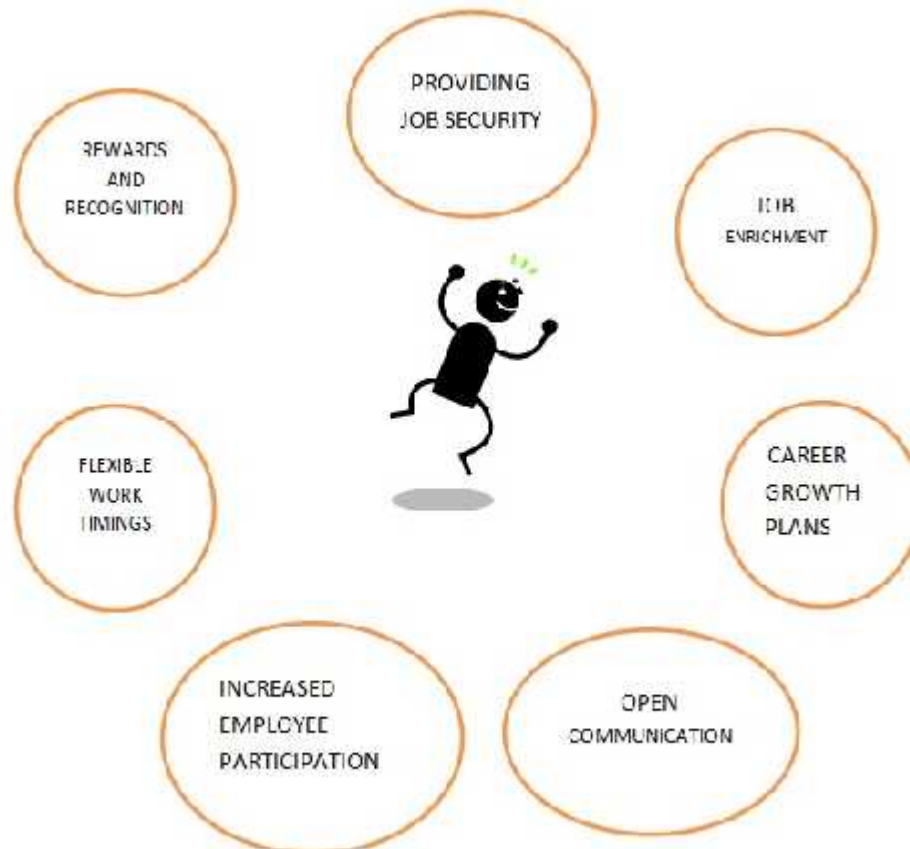 PROVIDING
JOB SECURITY
REWARDS
AND
RECOGNITION
JOB
ENRICHMENT
FLEXIBLE
WORK
TIMINGS
CAREER
GROWTH
PLANS
INCREASED
EMPLOYEE
PARTICIPATION
OPEN
COMMUNICATION